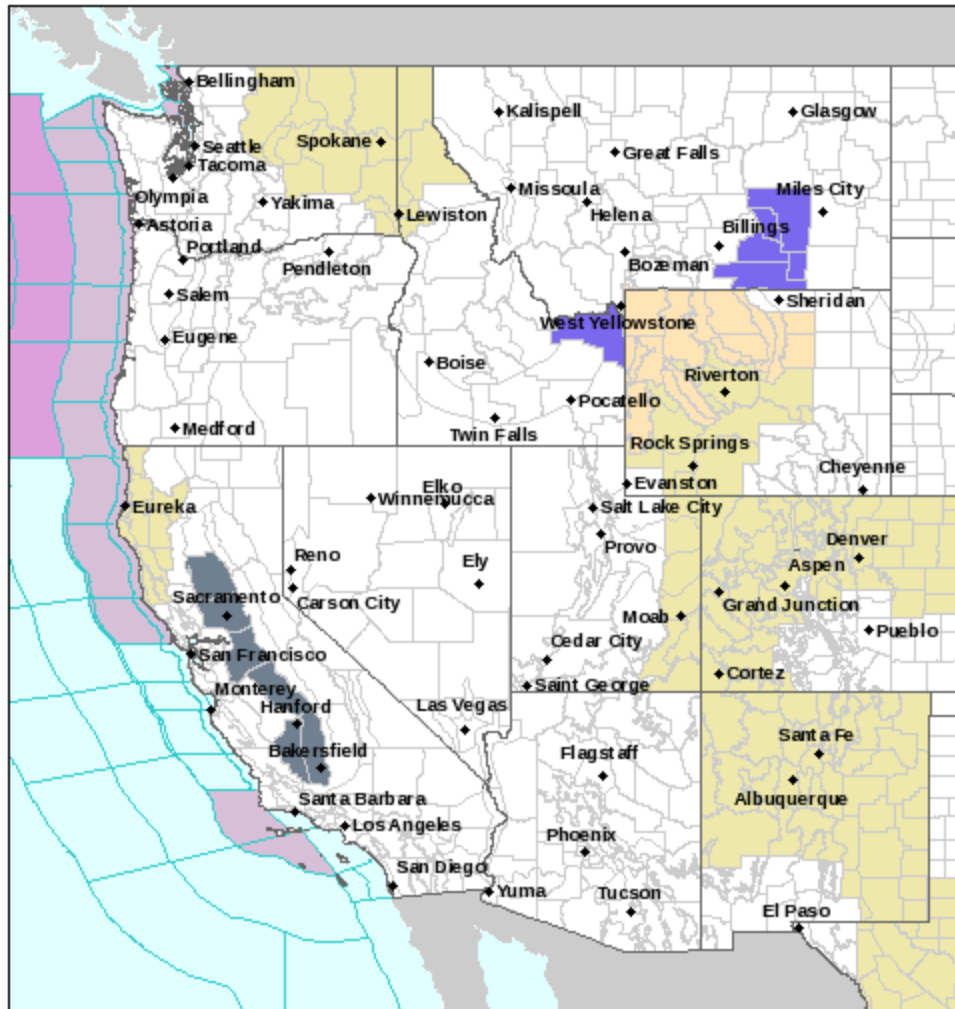 Bellingham
Kalispell
Glasgow
Spokane
Seattle
Great Falls
Tacoma
Missoula
Miles City
Olympia
Yakima
Lewiston
Helena
Astoria
Billings
Portland
Pendleton
Bozeman
Salem
Sheridan
West Yellowstone
Eugene
Boise
Riverton
Pocatello
Medford
Twin Falls
Rock Springs
Cheyenne
Evanston
Elko
Winnemucca
Eureka
Salt Lake City
Denver
Provo
Reno
Ely
Aspen
Sacramento
Carson City
Grand Junction
Moab
Pueblo
Cedar City
San Francisco
Cortez
Saint George
Monterey
Hanford
Las Vegas
Santa Fe
Bakersfield
Flagstaff
Santa Barbara
Albuquerque
Los Angeles
Phoenix
San Diego
Yuma
Tucson
El Paso